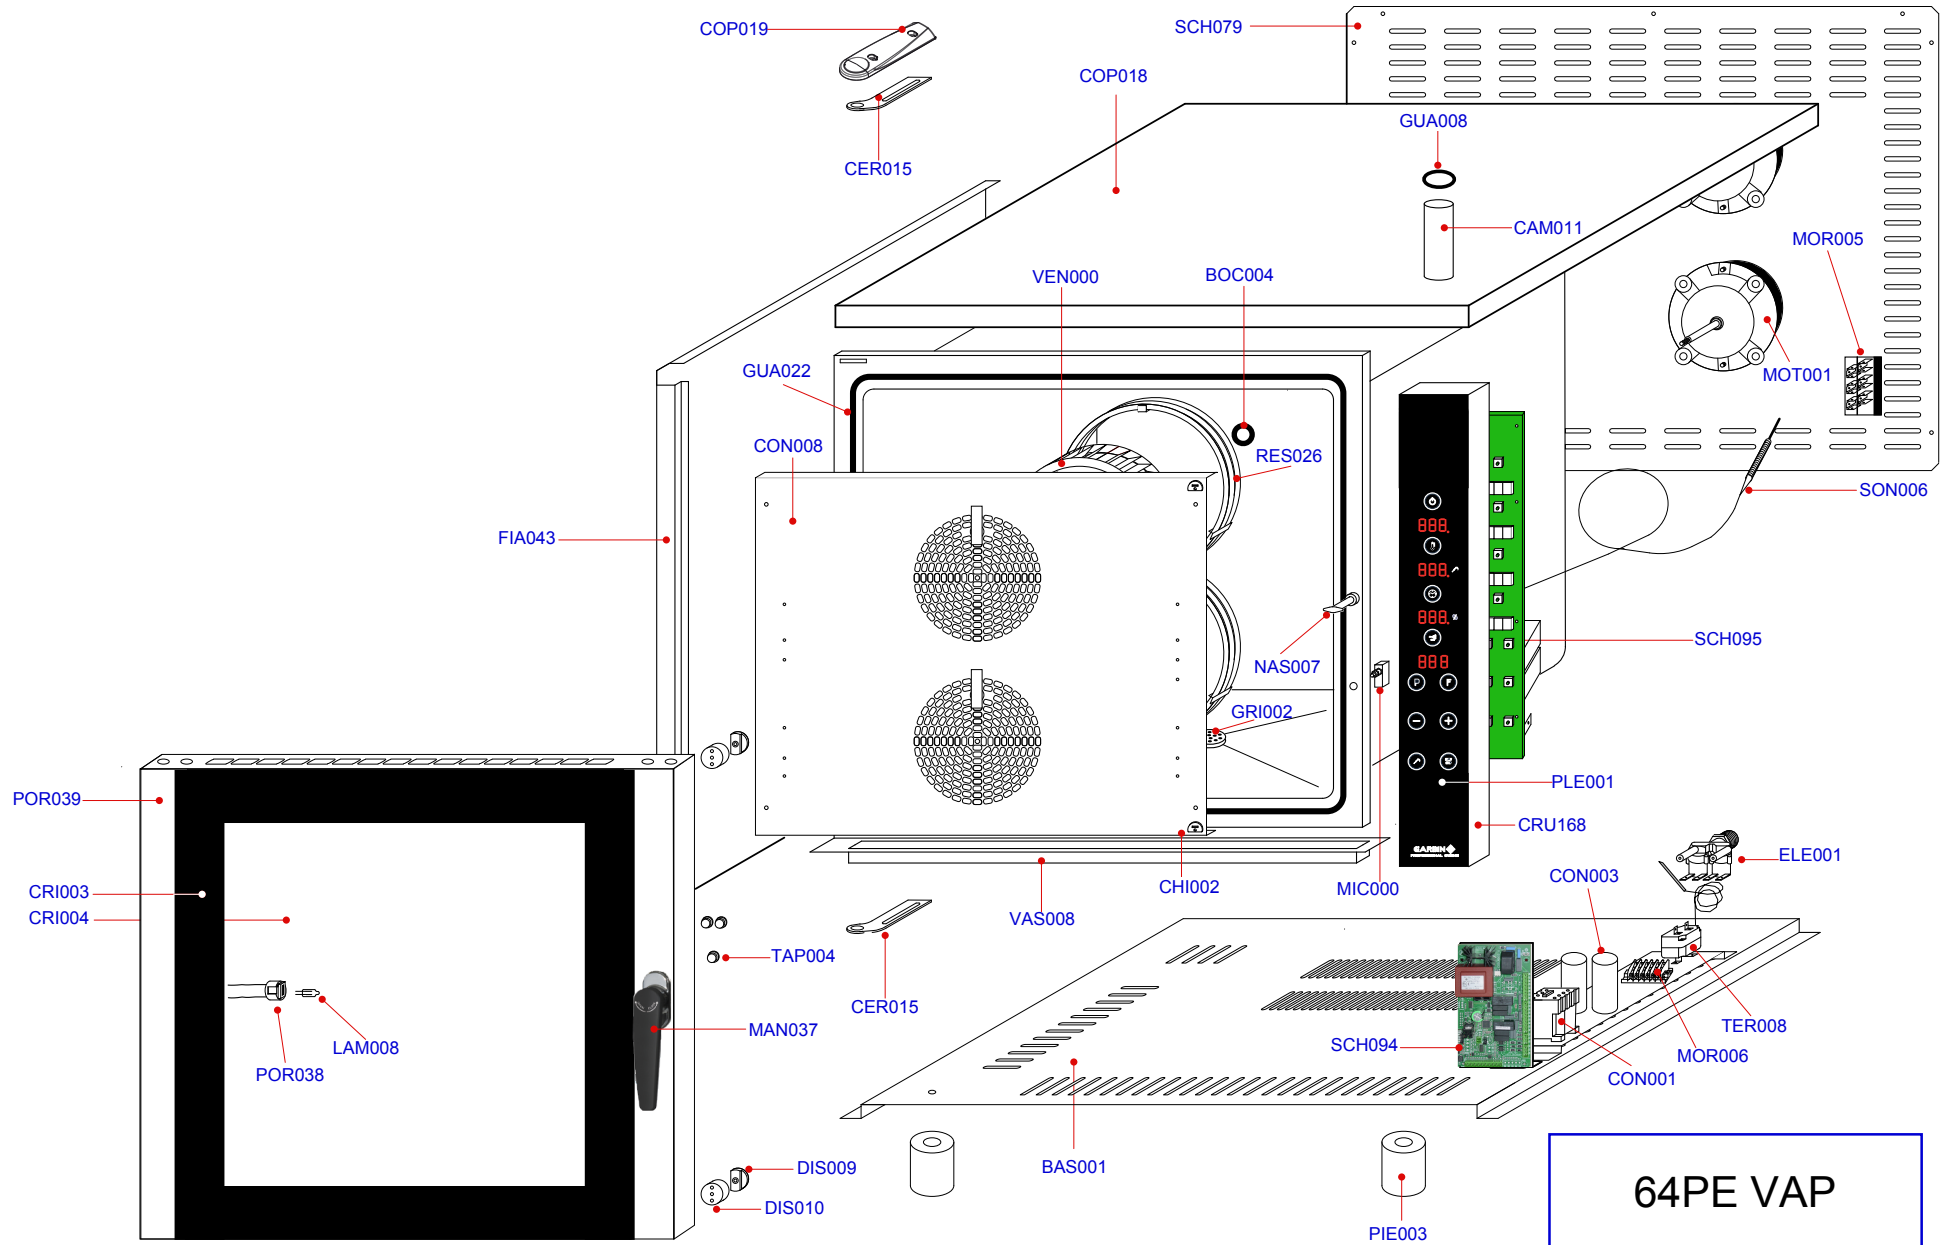 COP019
SCH079
COP018
GUA008
CER015
CAM011
MOR005
VEN000
BOC004
GUA022
MOT001
CON008
RES026
SON006
FIA043
888.
888.
888.
%
888
SCH095
NAS007
GRI002
P F
PLE001
POR039
CRU168
GARBIN
ELE001
CRI003
CHI002
MIC000
CON003
CRI004
VAS008
TAP004
CER015
MAN037
LAM008
POR038
SCH094
TER008
MOR006
CON001
DIS009
BAS001
DIS010
PIE003
64PE VAP